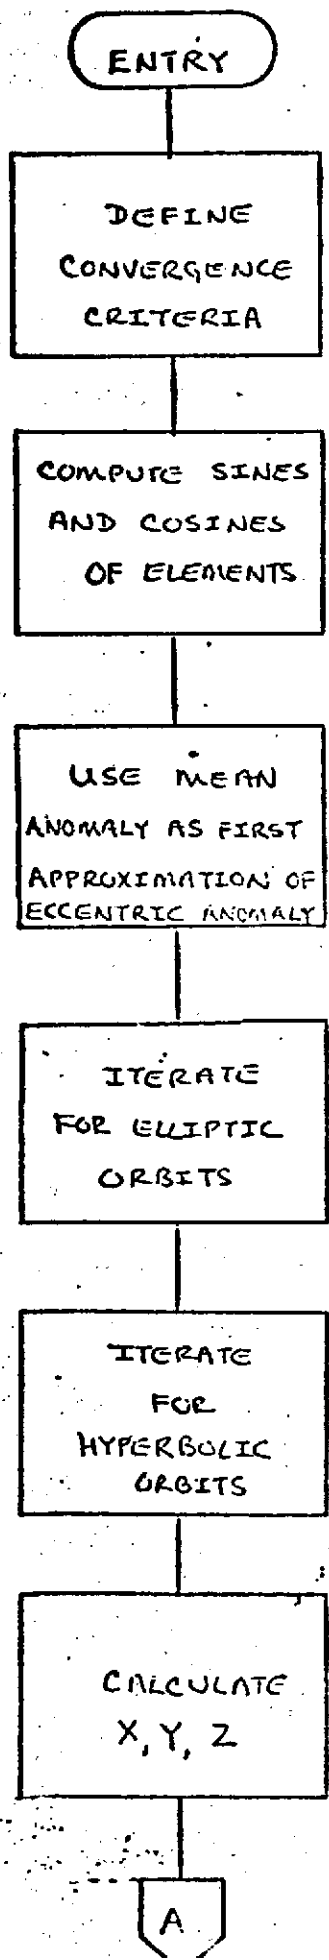 ENTRY
DEFINE
CONVERGENCE
CRITERIA
COMPUTE SINES
AND COSINES
OF ELEMENTS
USE MEAN
ANOMALY AS FIRST
APPROXIMATION OF
ECCENTRIC ANOMALY
ITERATE
FOR ELLIPTIC
ORBITS
ITERATE
FOR
HYPERBOLIC
ORBITS
CALCULATE
X, Y, Z
A